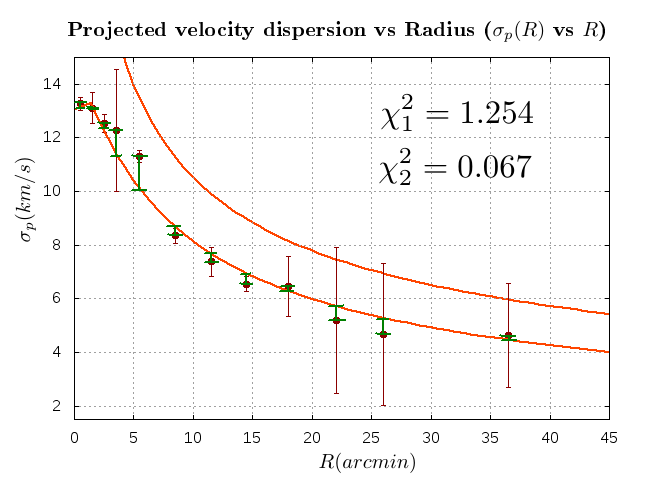 Projected velocity dispersion vs Radius (σₚ(R) vs R)
χ₁² = 1.254
χ₂² = 0.067
σₚ(km/s)
14
12
10
8
6
4
2
0 5 10 15 20 25 30 35 40 45
R(arcmin)